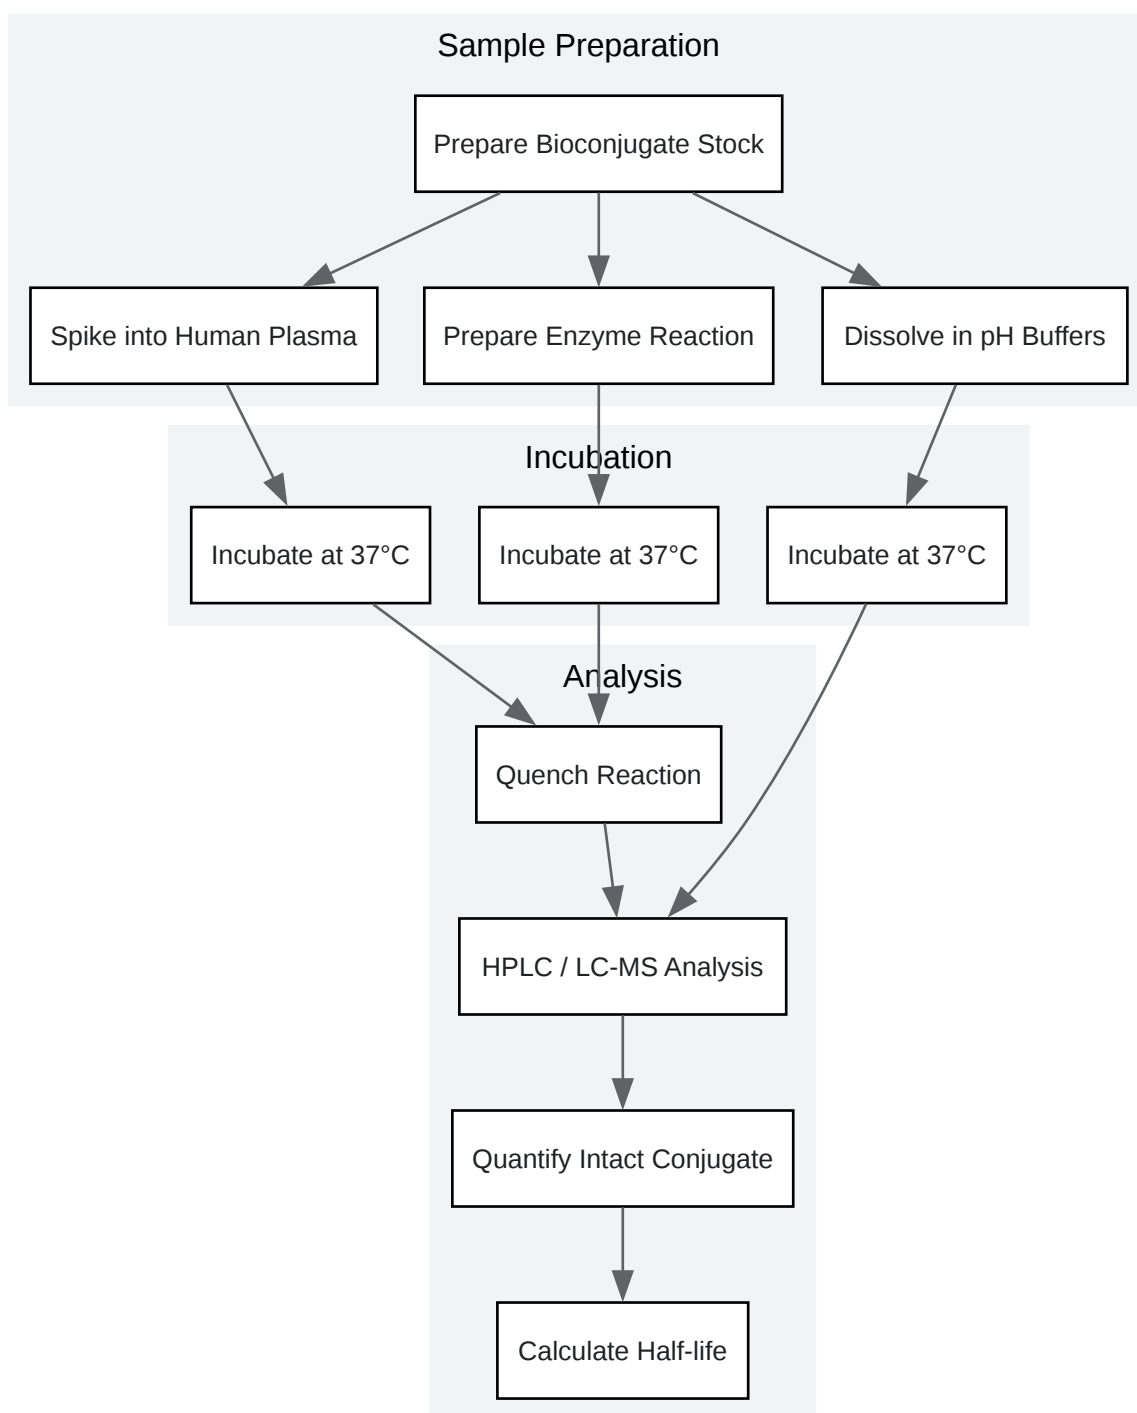 Sample Preparation
Prepare Bioconjugate Stock
Spike into Human Plasma
Prepare Enzyme Reaction
Dissolve in pH Buffers
Incubation
Incubate at 37°C
Incubate at 37°C
Incubate at 37°C
Analysis
Quench Reaction
HPLC / LC-MS Analysis
Quantify Intact Conjugate
Calculate Half-life